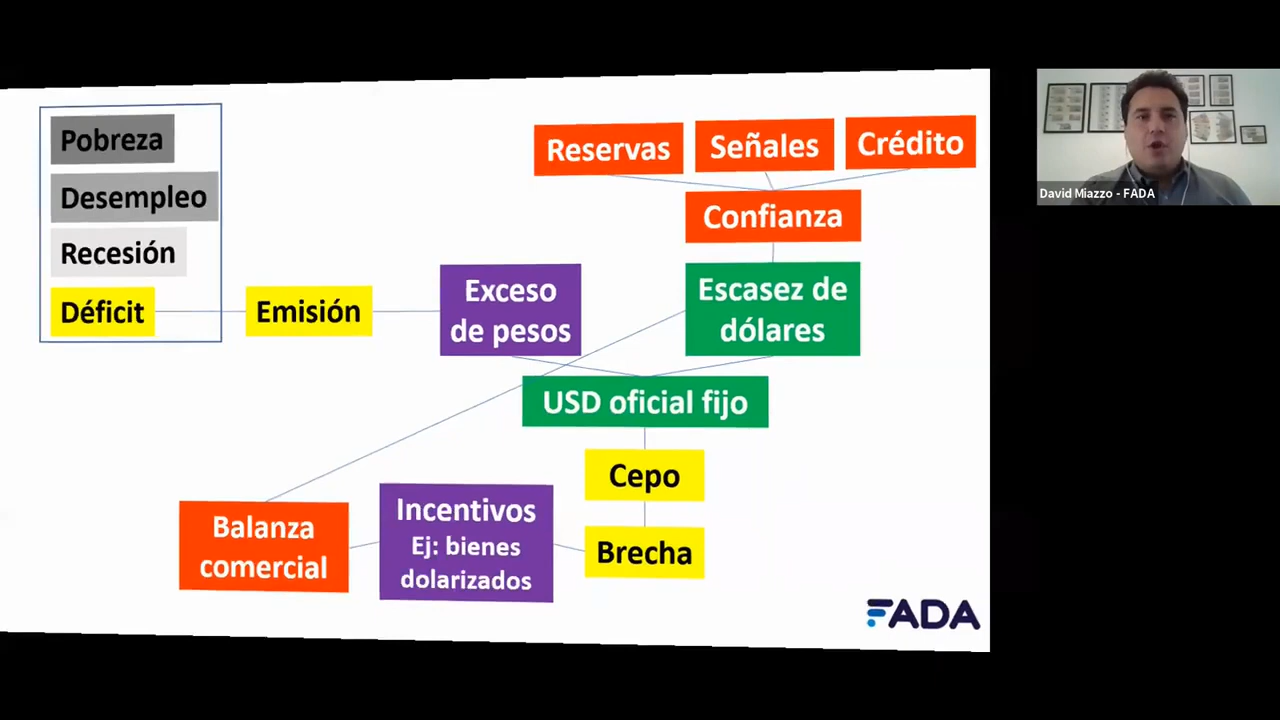 Pobreza
Desempleo
Recesión
Déficit
Emisión
Exceso
de pesos
Reservas
Señales
Crédito
Confianza
Escasez de
dólares
USD oficial fijo
Cepo
Brecha
Incentivos
Ej: bienes
dolarizados
Balanza
comercial
FADA
David Miazzo - FADA